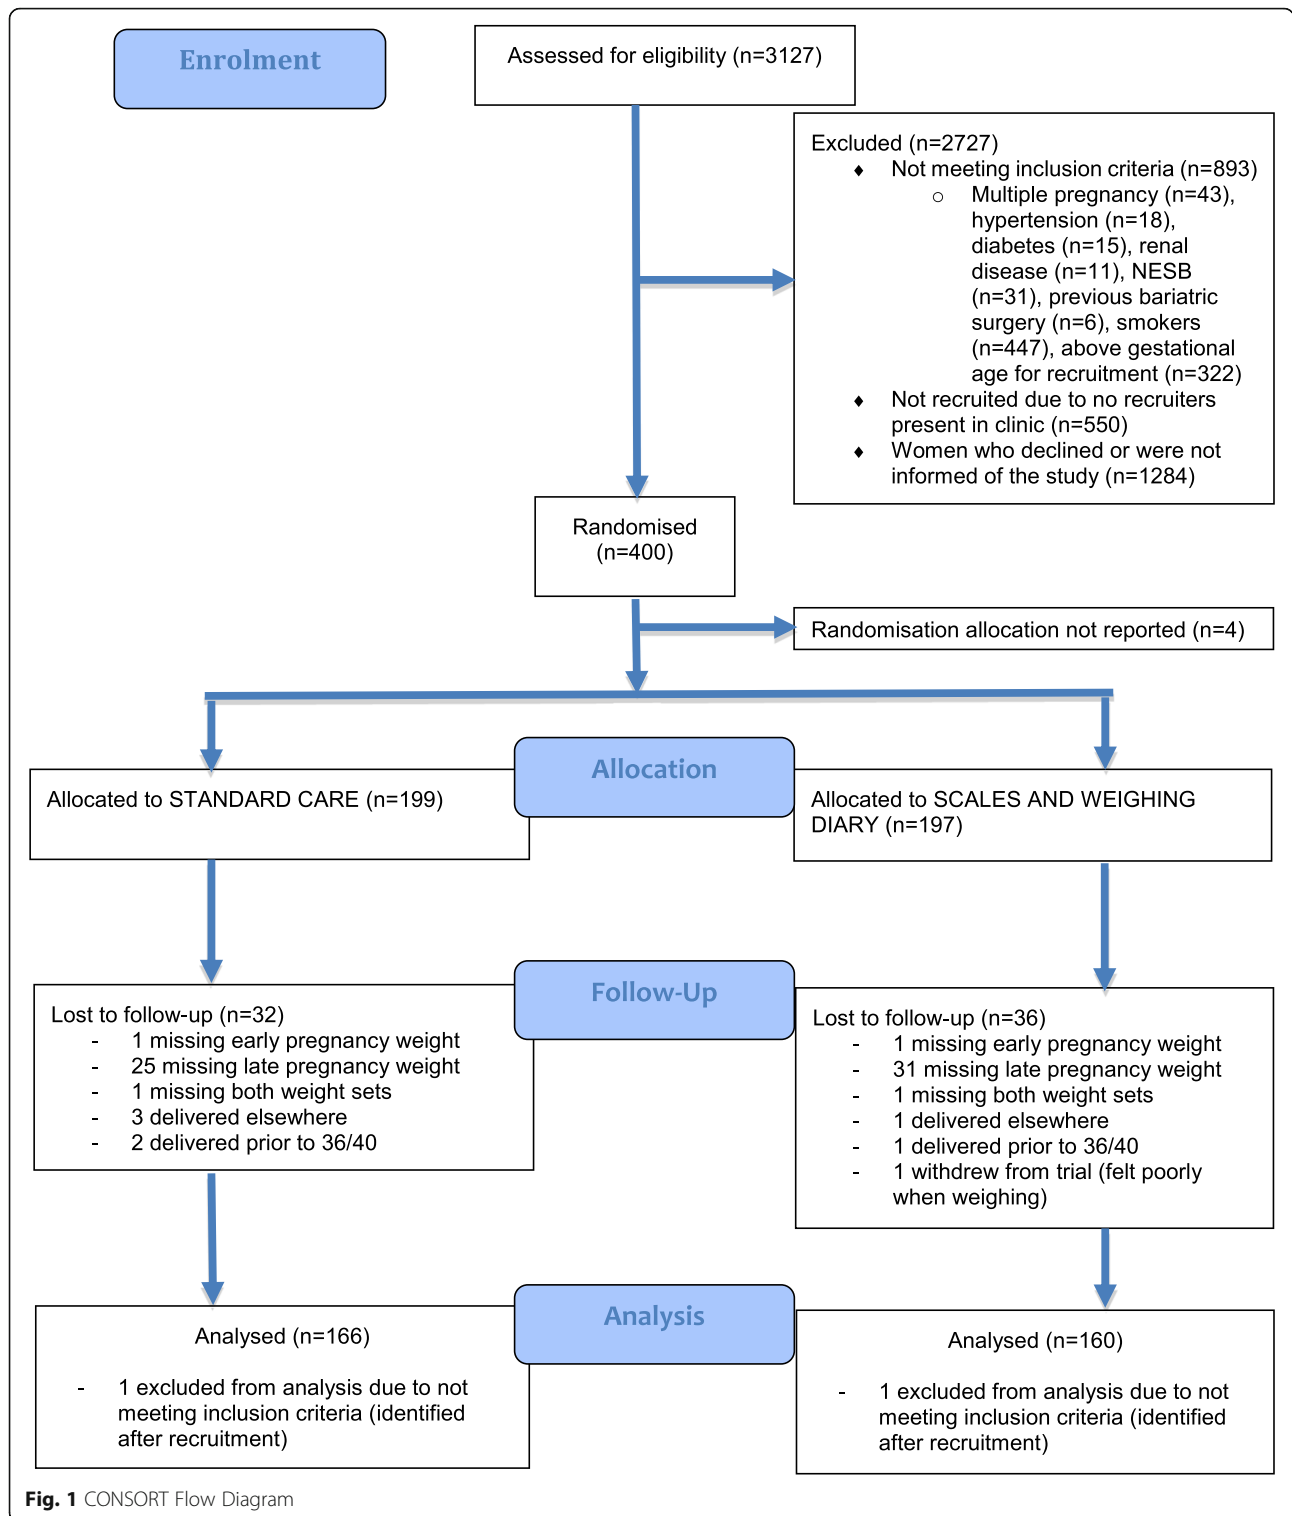 Enrolment
Assessed for eligibility (n=3127)
Excluded (n=2727)
♦ Not meeting inclusion criteria (n=893)
o Multiple pregnancy (n=43),
hypertension (n=18),
diabetes (n=15), renal
disease (n=11), NESB
(n=31), previous bariatric
surgery (n=6), smokers
(n=447), above gestational
age for recruitment (n=322)
♦ Not recruited due to no recruiters
present in clinic (n=550)
♦ Women who declined or were not
informed of the study (n=1284)
Randomised
(n=400)
Randomisation allocation not reported (n=4)
Allocation
Allocated to STANDARD CARE (n=199)
Allocated to SCALES AND WEIGHING
DIARY (n=197)
Follow-Up
Lost to follow-up (n=32)
- 1 missing early pregnancy weight
- 25 missing late pregnancy weight
- 1 missing both weight sets
- 3 delivered elsewhere
- 2 delivered prior to 36/40
Lost to follow-up (n=36)
- 1 missing early pregnancy weight
- 31 missing late pregnancy weight
- 1 missing both weight sets
- 1 delivered elsewhere
- 1 delivered prior to 36/40
- 1 withdrew from trial (felt poorly
when weighing)
Analysis
Analysed (n=166)
- 1 excluded from analysis due to not
meeting inclusion criteria (identified
after recruitment)
Analysed (n=160)
- 1 excluded from analysis due to not
meeting inclusion criteria (identified
after recruitment)
Fig. 1 CONSORT Flow Diagram